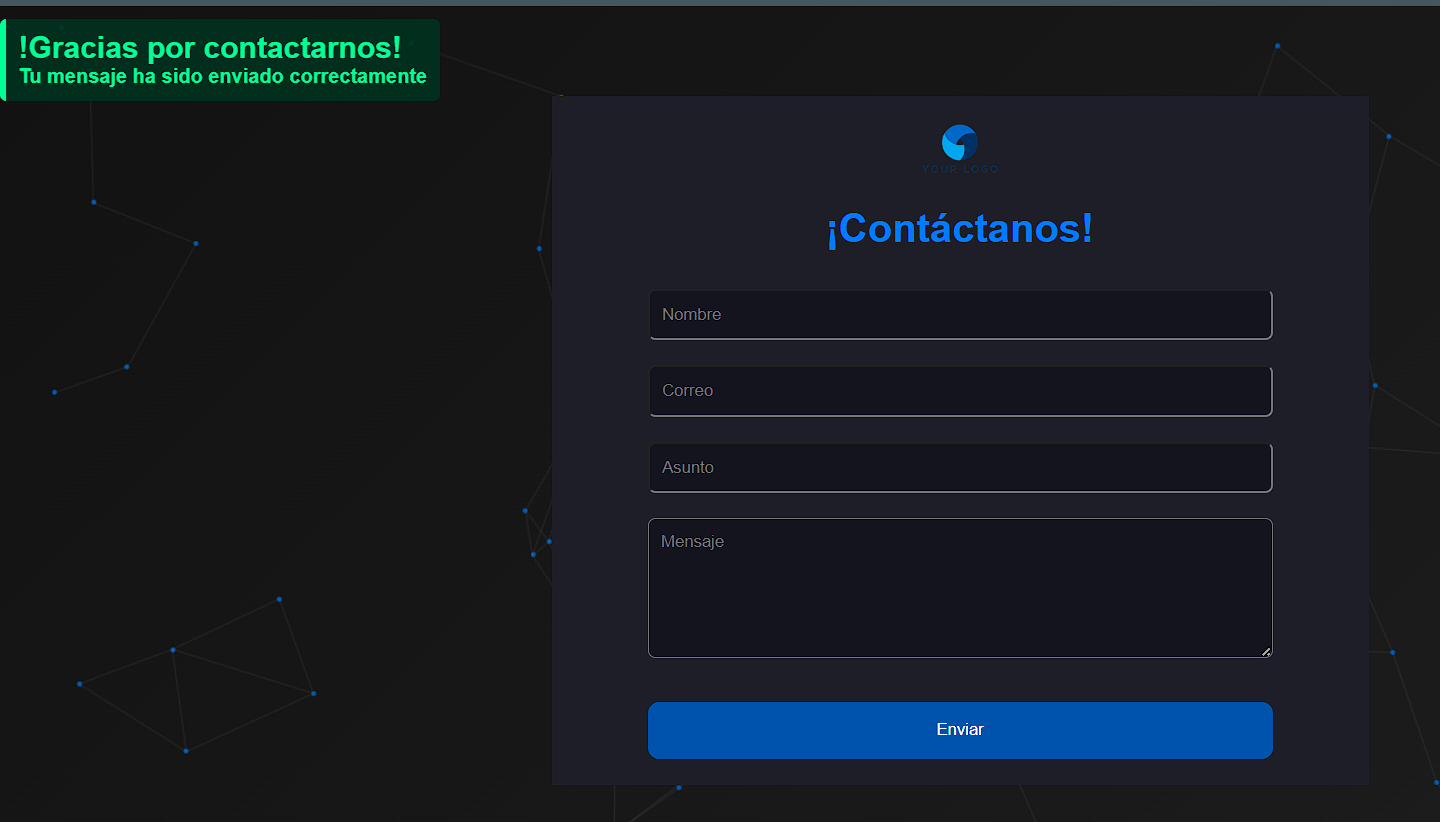 !Gracias por contactarnos!
Tu mensaje ha sido enviado correctamente
YOUR LOGO
¡Contáctanos!
Nombre
Correo
Asunto
Mensaje
Enviar